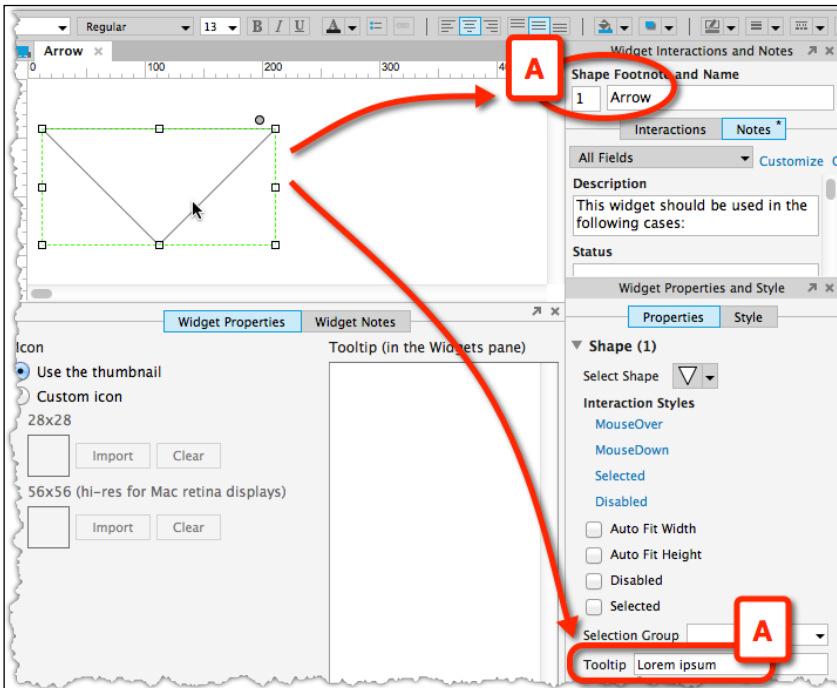 Regular 13 B I U A
Arrow
0 100 200 300
A
Widget Interactions and Notes
Shape Footnote and Name
1 Arrow
Interactions Notes *
All Fields Customize
Description
This widget should be used in the
following cases:
Status
Widget Properties and Style
Properties Style
Shape (1)
Select Shape
Interaction Styles
MouseOver
MouseDown
Selected
Disabled
Auto Fit Width
Auto Fit Height
Disabled
Selected
Selection Group
A
Tooltip Lorem ipsum
Widget Properties Widget Notes
Icon Tooltip (in the Widgets pane)
Use the thumbnail
Custom icon
28x28
Import Clear
56x56 (hi-res for Mac retina displays)
Import Clear